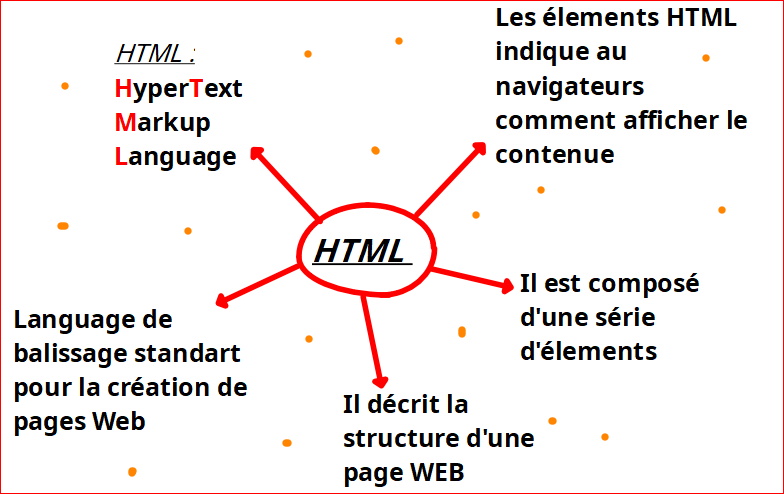 HTML :
HyperText
Markup
Language
Les élements HTML
indique au
navigateurs
comment afficher le
contenue
HTML
Il est composé
d'une série
d'élements
Language de
balissage standart
pour la création de
pages Web
Il décrit la
structure d'une
page WEB